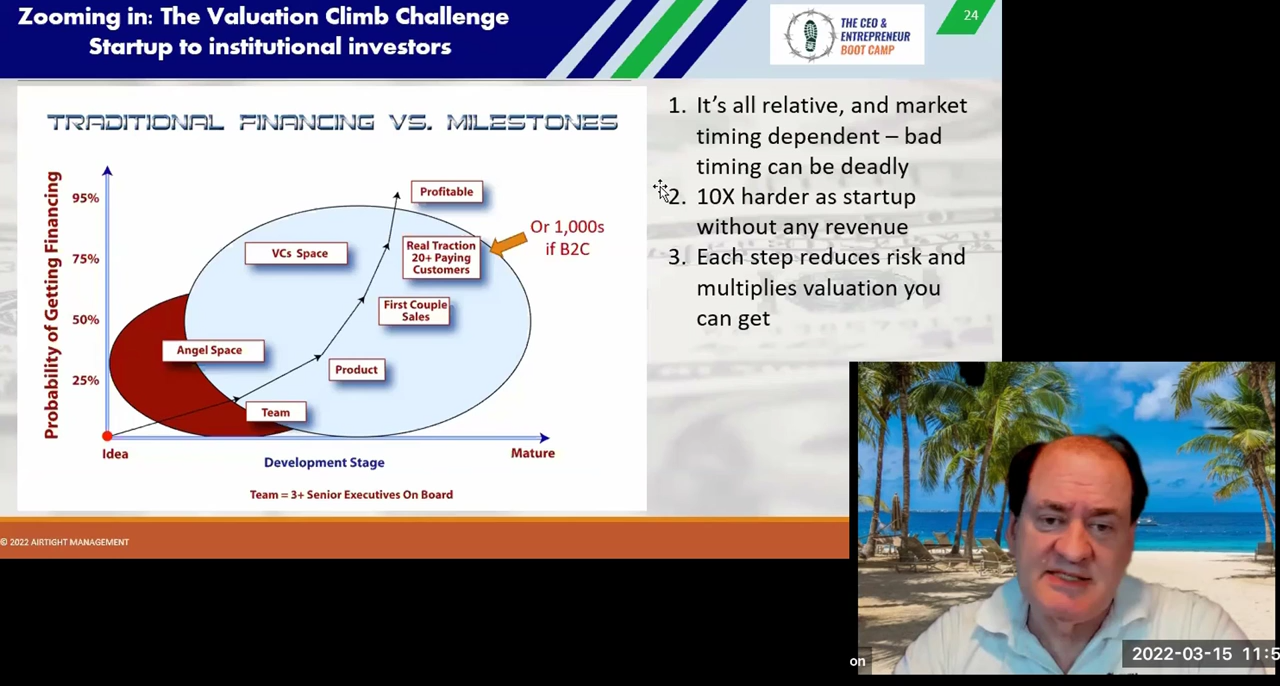 Zooming in: The Valuation Climb Challenge
Startup to institutional investors
THE CEO &
ENTREPRENEUR
BOOT CAMP
24
TRADITIONAL FINANCING VS. MILESTONES
Probability of Getting Financing
95%
75%
50%
25%
Profitable
VCs Space
Real Traction
20+ Paying
Customers
Or 1,000s
if B2C
First Couple
Sales
Angel Space
Product
Team
Idea
Development Stage
Mature
Team = 3+ Senior Executives On Board
1. It's all relative, and market
timing dependent – bad
timing can be deadly
2. 10X harder as startup
without any revenue
3. Each step reduces risk and
multiplies valuation you
can get
© 2022 AIRTIGHT MANAGEMENT
on
2022-03-15 11:5